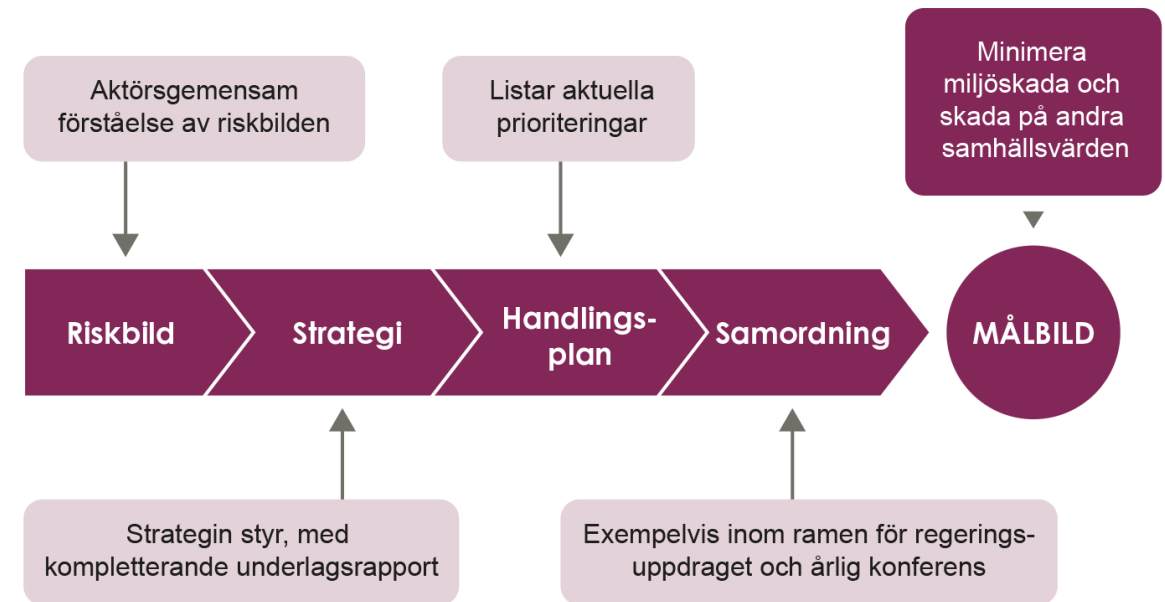 Aktörsgemensam
förståelse av riskbilden
Listar aktuella
prioriteringar
Minimera
miljöskada och
skada på andra
samhällsvärden
Riskbild
Strategi
Handlings-
plan
Samordning
MÅLBILD
Strategin styr, med
kompletterande underlagsrapport
Exempelvis inom ramen för regerings-
uppdraget och årlig konferens